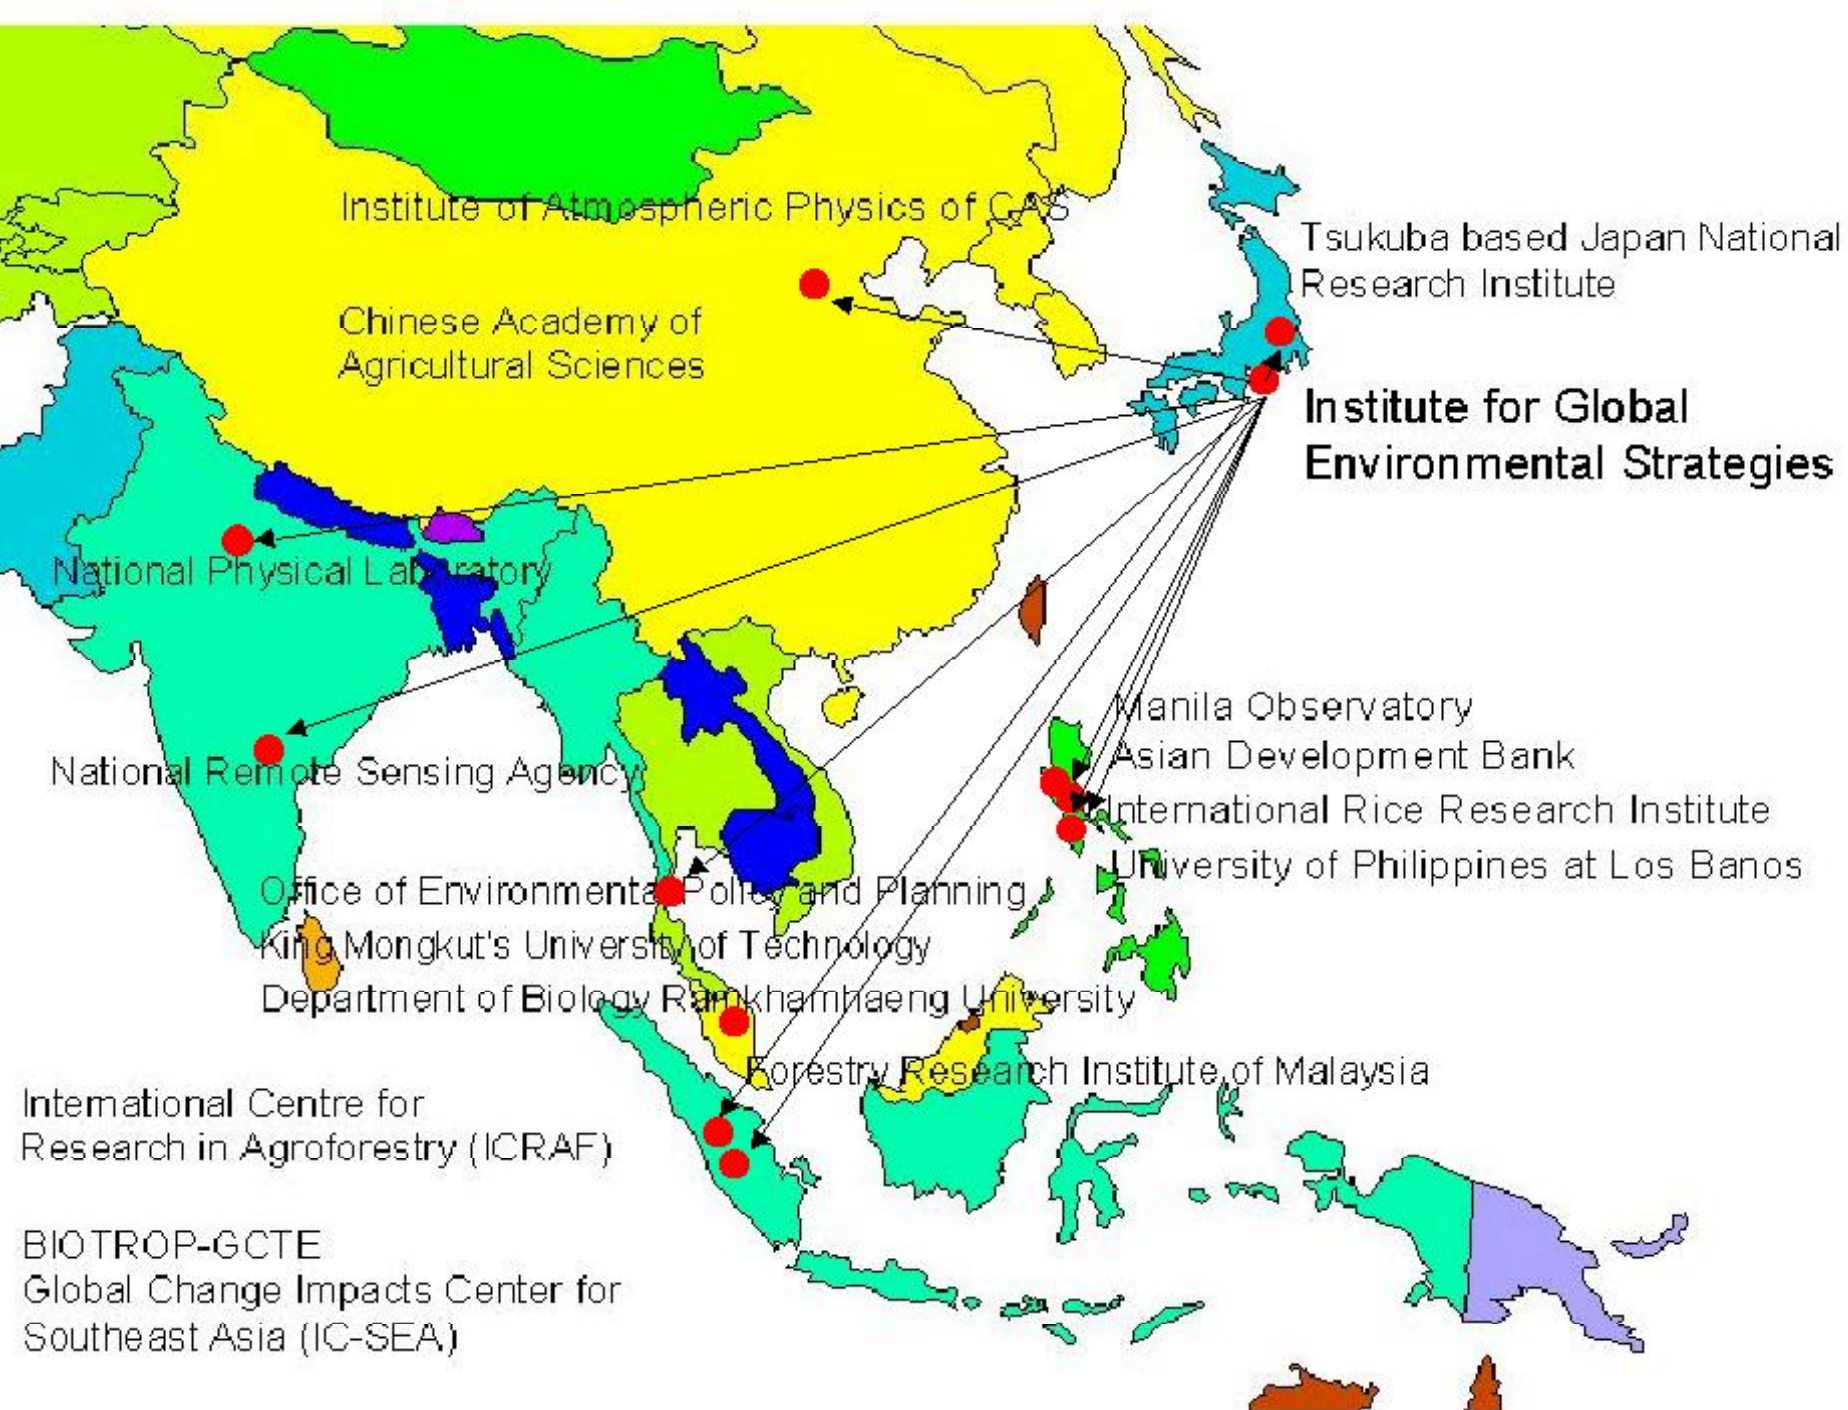 Institute of Atmospheric Physics of CAS
Tsukuba based Japan National
Research Institute
Chinese Academy of
Agricultural Sciences
Institute for Global
Environmental Strategies
National Physical Laboratory
National Remote Sensing Agency
Manila Observatory
Asian Development Bank
International Rice Research Institute
University of Philippines at Los Banos
Office of Environmental Policy and Planning
King Mongkut's University of Technology
Department of Biology Ramkhamhaeng University
Forestry Research Institute of Malaysia
International Centre for
Research in Agroforestry (ICRAF)
BIOTROP-GCTE
Global Change Impacts Center for
Southeast Asia (IC-SEA)